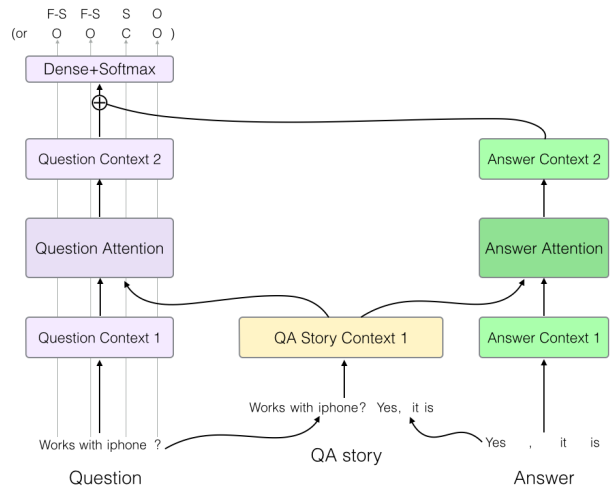 F-S F-S S O
(or O O C O )
Dense+Softmax
Question Context 2
Answer Context 2
Question Attention
Answer Attention
Question Context 1
QA Story Context 1
Answer Context 1
Works with iphone? Yes, it is
Works with iphone ?
Yes , it is
QA story
Question
Answer